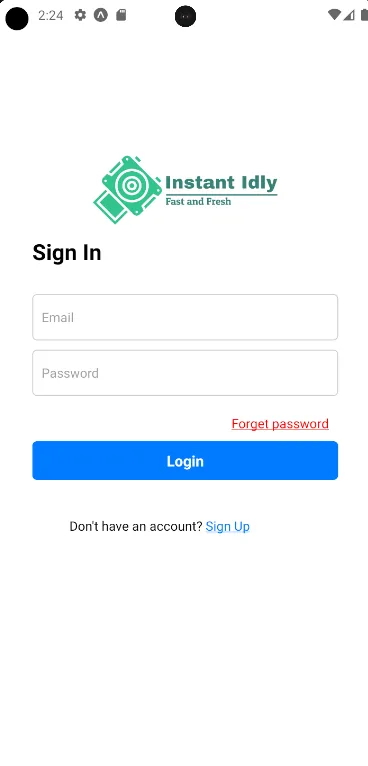 2:24
Instant Idly
Fast and Fresh
Sign In
Email
Password
Forget password
Login
Don't have an account? Sign Up